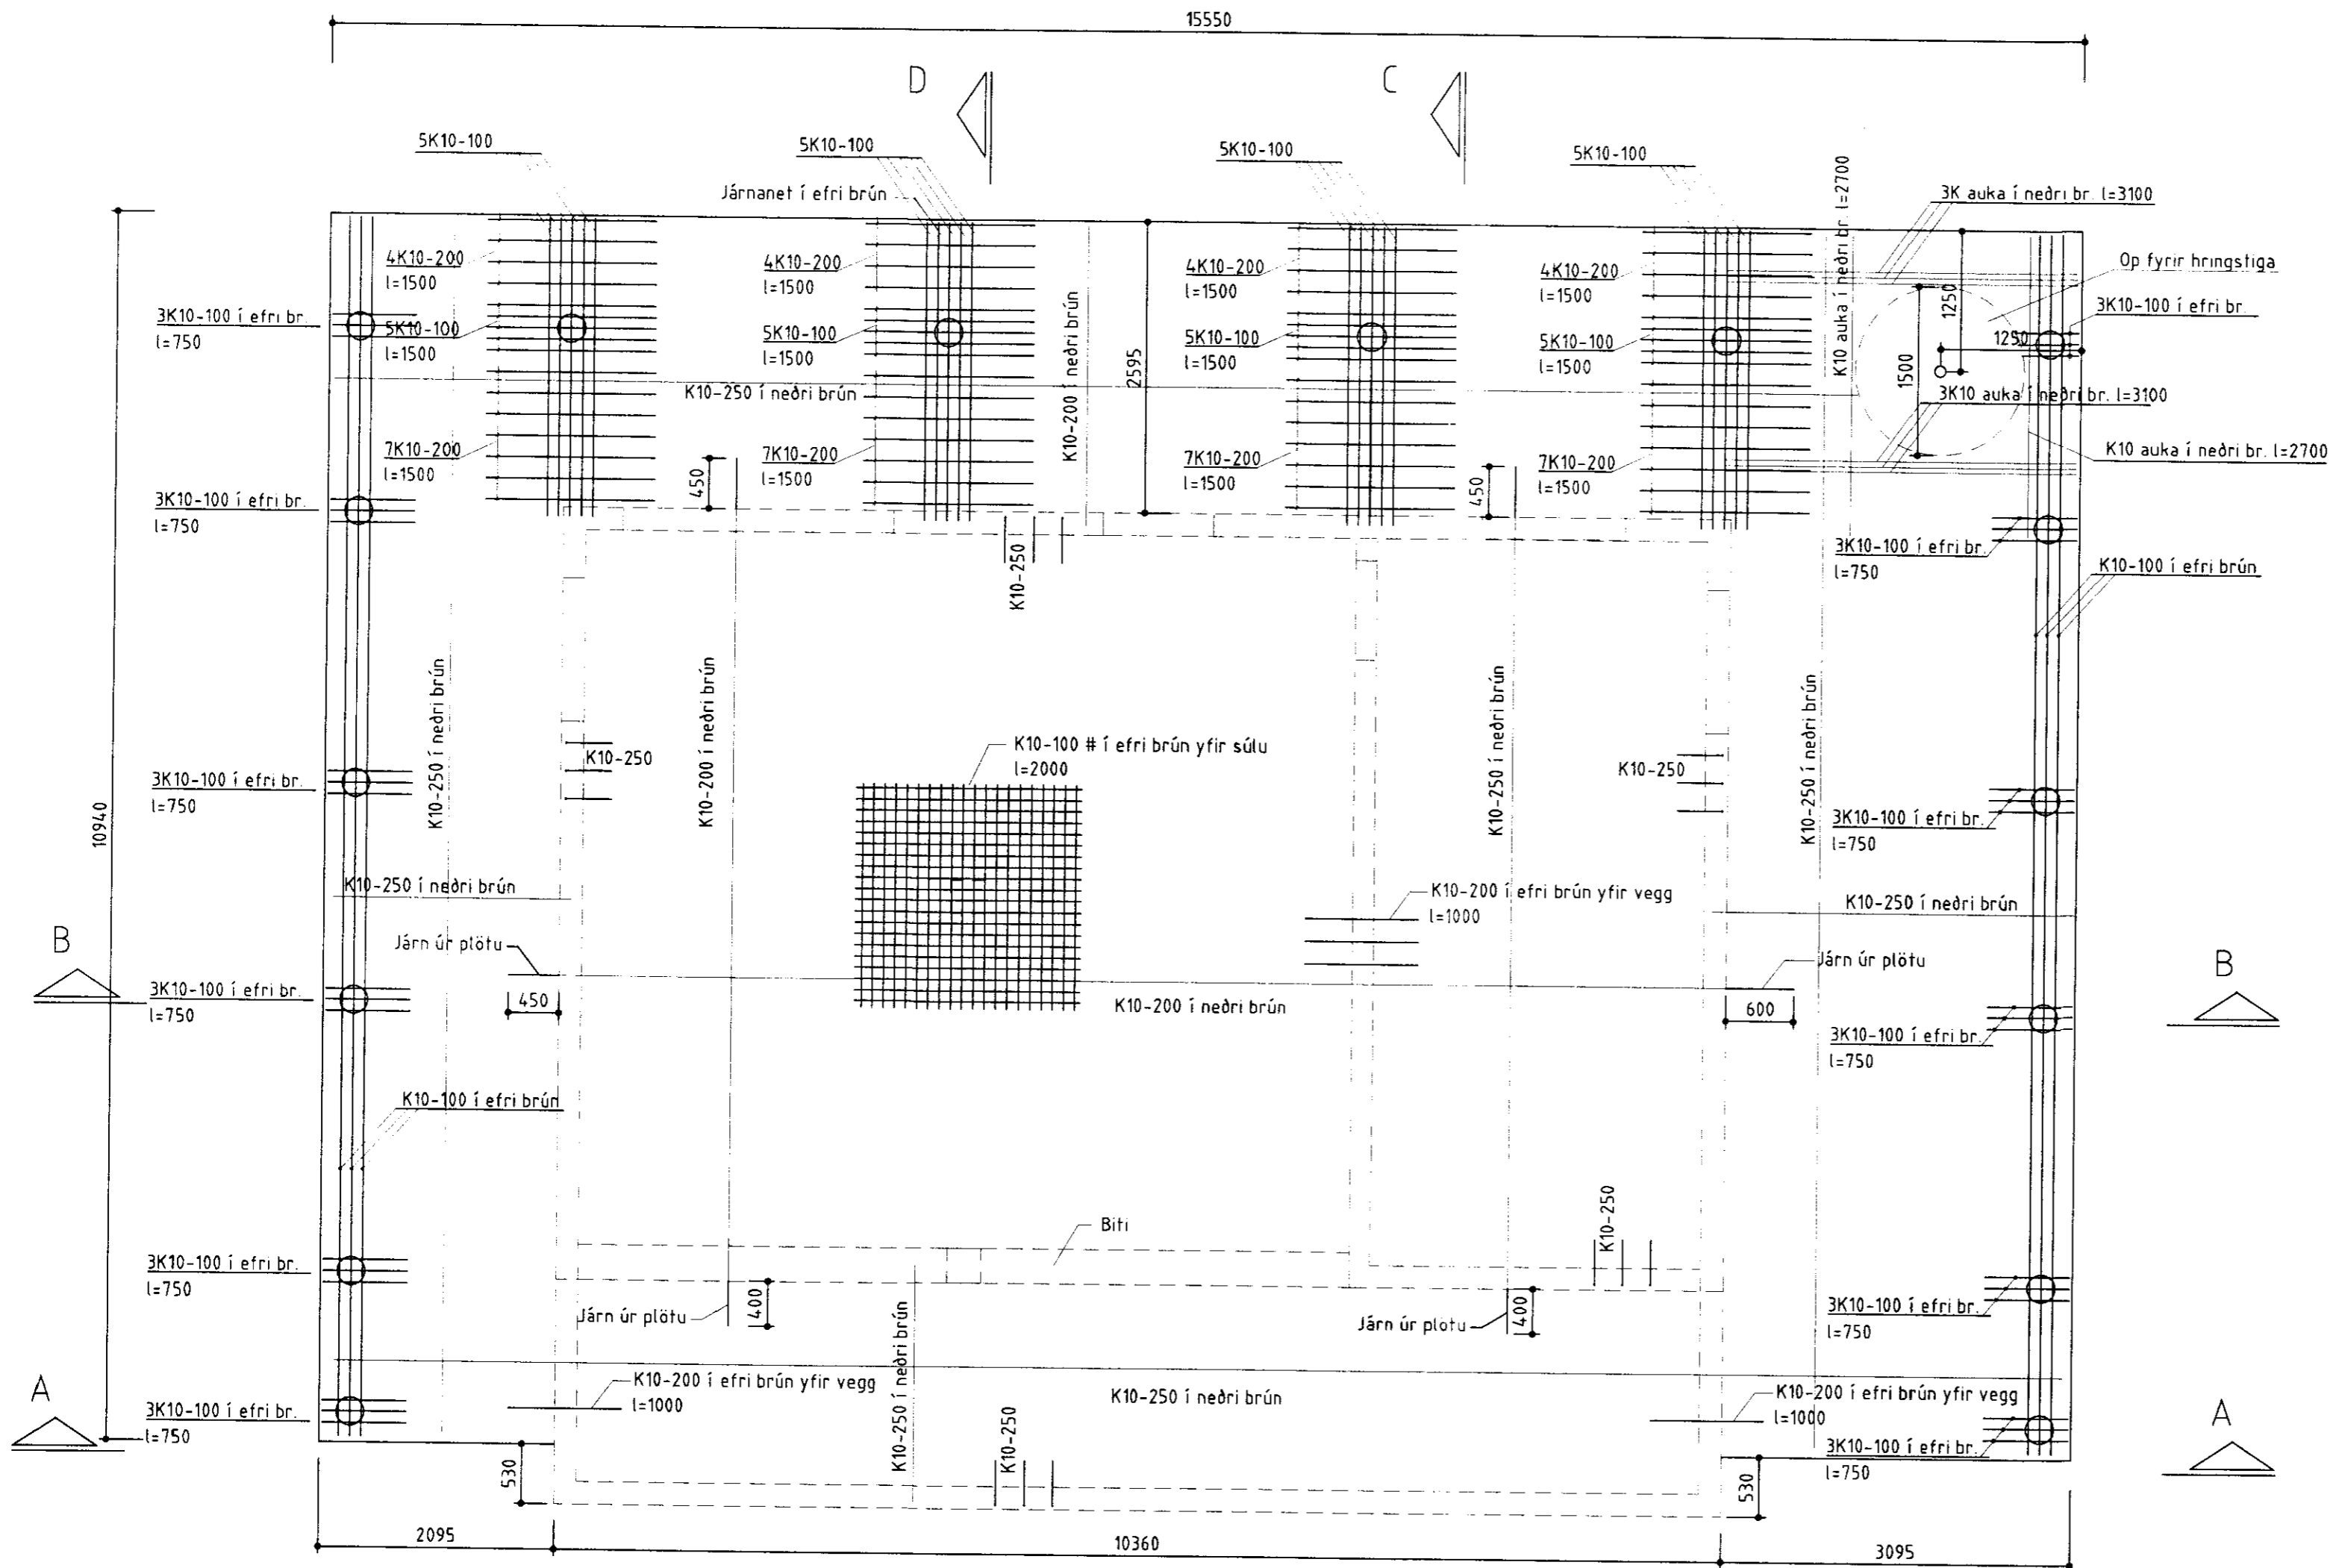 15550
D
C
5K10-100
5K10-100
5K10-100
5K10-100
Járnanet í efri brún
K10 auka í neðri br. l=2700
3K auka í neðri br. l=3100
Op fyrir hringstiga
4K10-200
l=1500
4K10-200
l=1500
4K10-200
l=1500
4K10-200
l=1500
3K10-100 í efri br.
l=750
5K10-100
l=1500
5K10-100
l=1500
5K10-100
l=1500
5K10-100
l=1500
1250
1250
1500
3K10-100 í efri br.
2595
K10-200 í neðri brún
K10-250 í neðri brún
3K10 auka í neðri br. l=3100
K10 auka í neðri br. l=2700
7K10-200
l=1500
7K10-200
l=1500
7K10-200
l=1500
7K10-200
l=1500
450
450
3K10-100 í efri br.
l=750
3K10-100 í efri br.
l=750
K10-250
K10-100 í efri brún
K10-250 í neðri brún
K10-200 í neðri brún
K10-250 í neðri brún
K10-250 í neðri brún
K10-250
K10-250
K10-100 # í efri brún yfir súlu
l=2000
3K10-100 í efri br.
l=750
3K10-100 í efri br.
l=750
10940
K10-250 í neðri brún
K10-200 í efri brún yfir vegg
l=1000
K10-250 í neðri brún
B
Járn úr plötu
Járn úr plötu
B
3K10-100 í efri br.
l=750
450
K10-200 í neðri brún
600
3K10-100 í efri br.
l=750
K10-100 í efri brún
Biti
K10-250
3K10-100 í efri br.
l=750
Járn úr plötu
400
K10-250 í neðri brún
Járn úr plötu
400
3K10-100 í efri br.
l=750
A
K10-200 í efri brún yfir vegg
l=1000
K10-250 í neðri brún
K10-200 í efri brún yfir vegg
l=1000
A
3K10-100 í efri br.
l=750
3K10-100 í efri br.
l=750
530
K10-250
530
2095
10360
3095